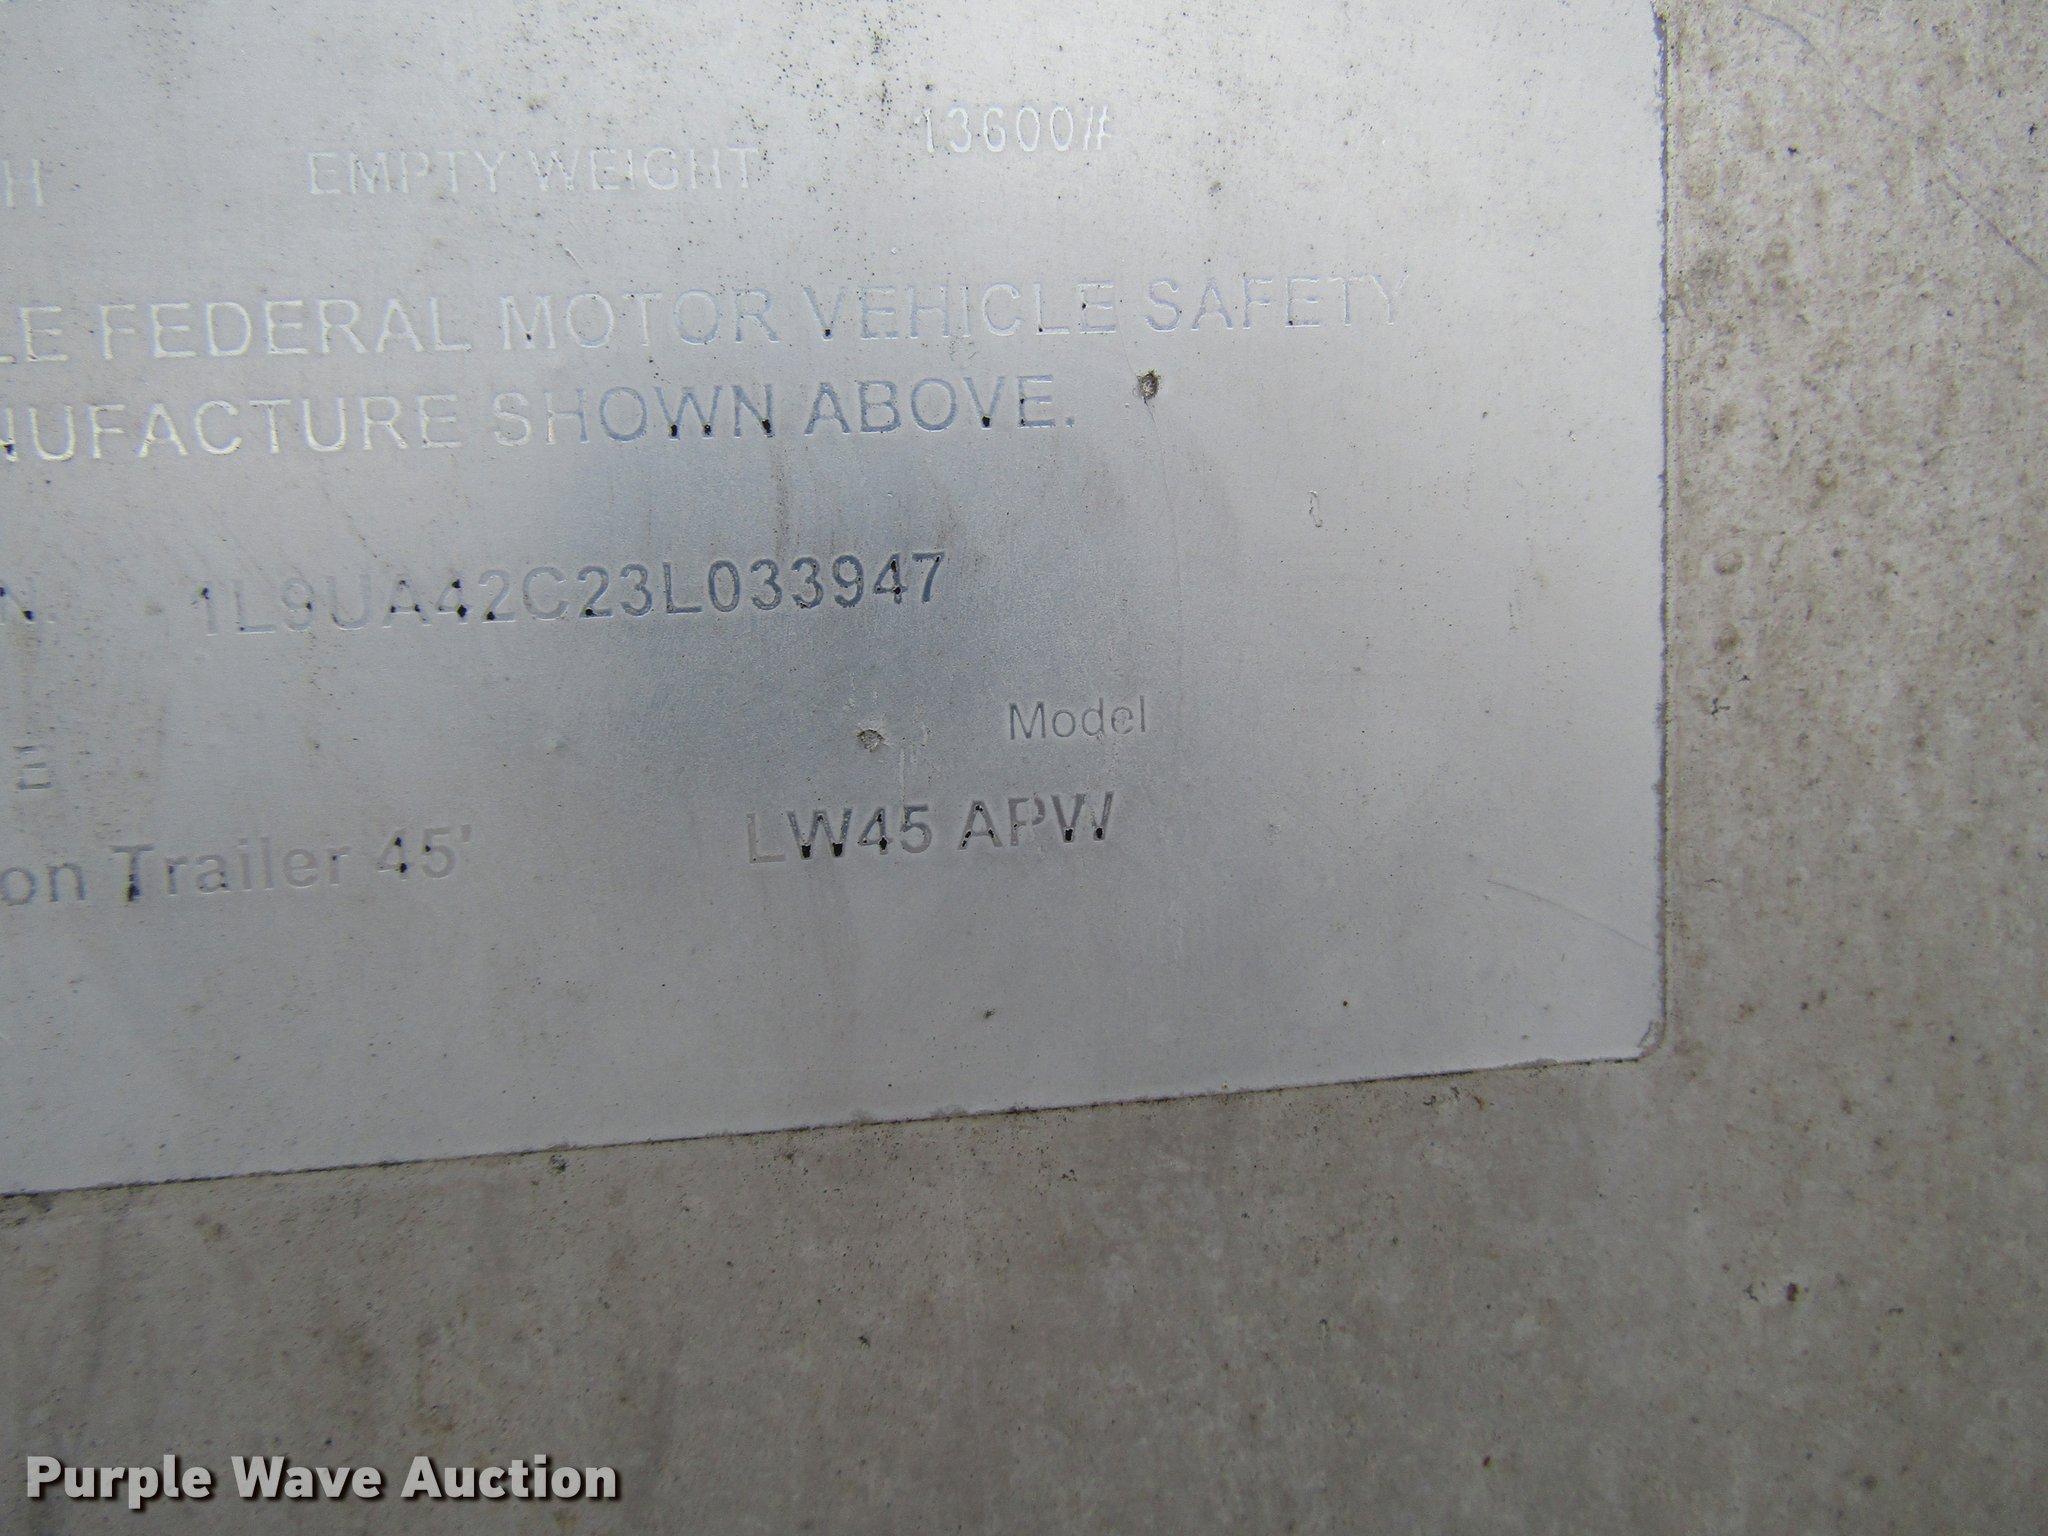 H EMPTY WEIGHT 13600#
LE FEDERAL MOTOR VEHICLE SAFETY
NUFACTURE SHOWN ABOVE.
N. 1L9UA42C23L033947
Model
on Trailer 45' LW45 APW
Purple Wave Auction